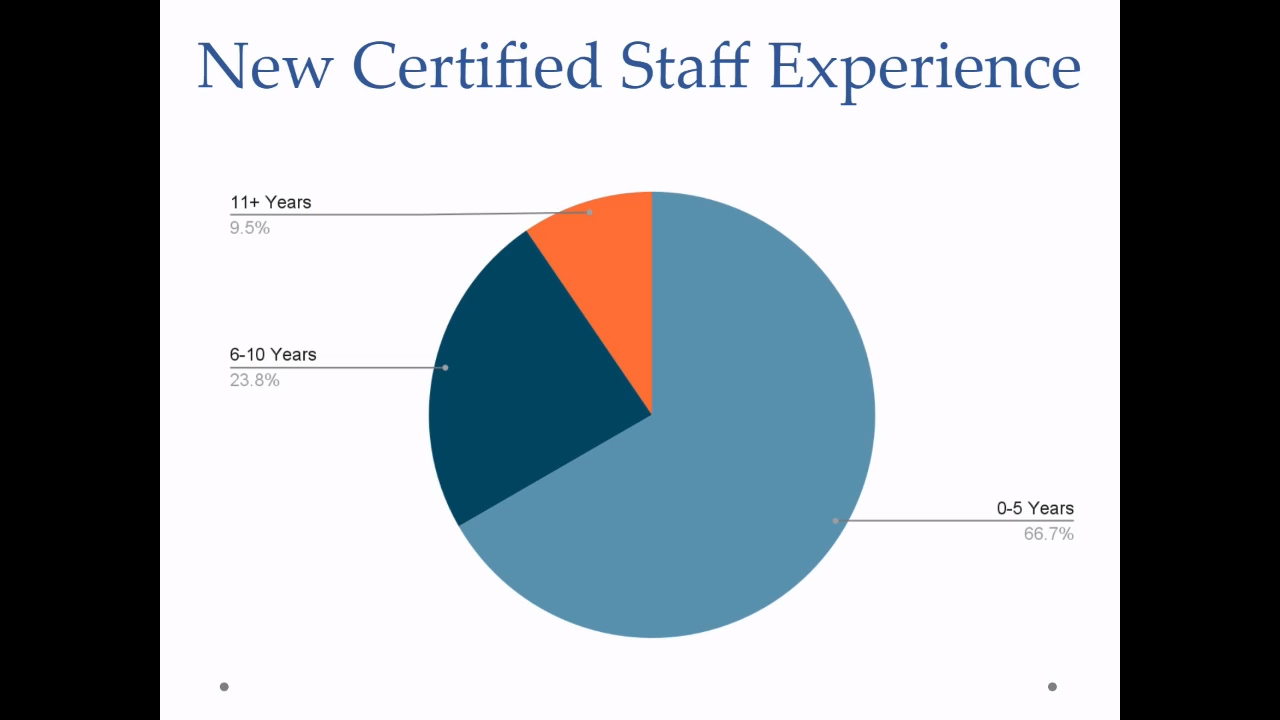 New Certified Staff Experience
11+ Years
9.5%
6-10 Years
23.8%
0-5 Years
66.7%